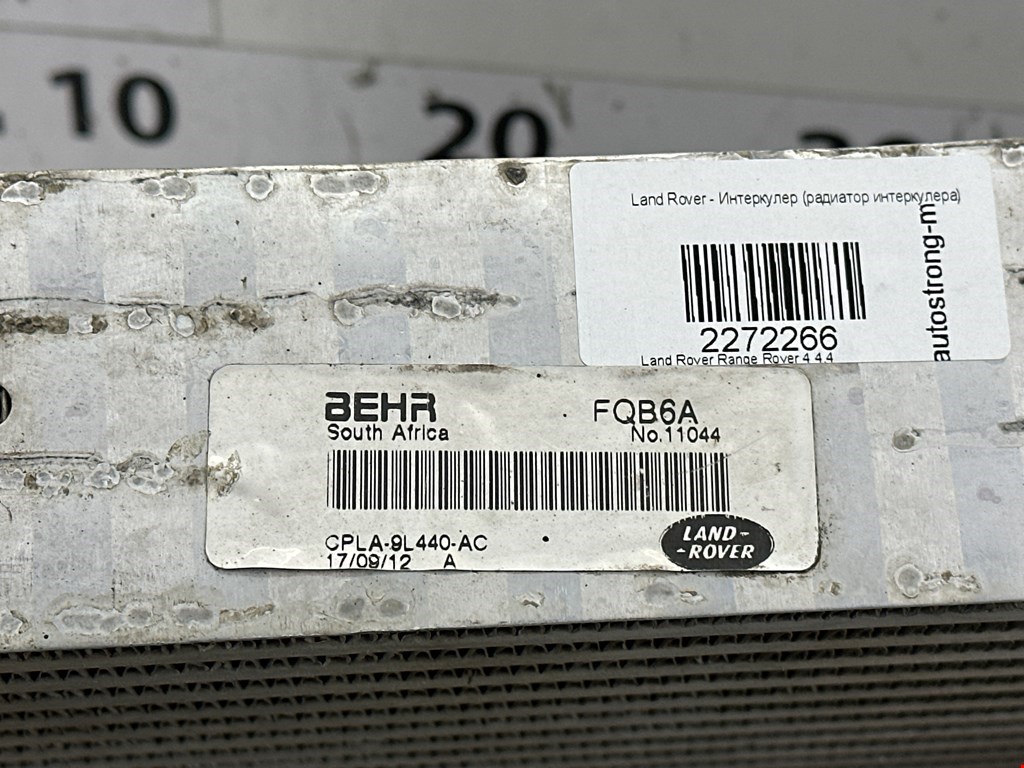 10 20
Land Rover - Интеркулер (радиатор интеркулера)
autostrong-m
2272266
Land Rover Range Rover 4 4.4
BEHR
FQB6A
South Africa
No.11044
CPLA-9L440-AC
17/09/12 A
LAND-
-ROVER